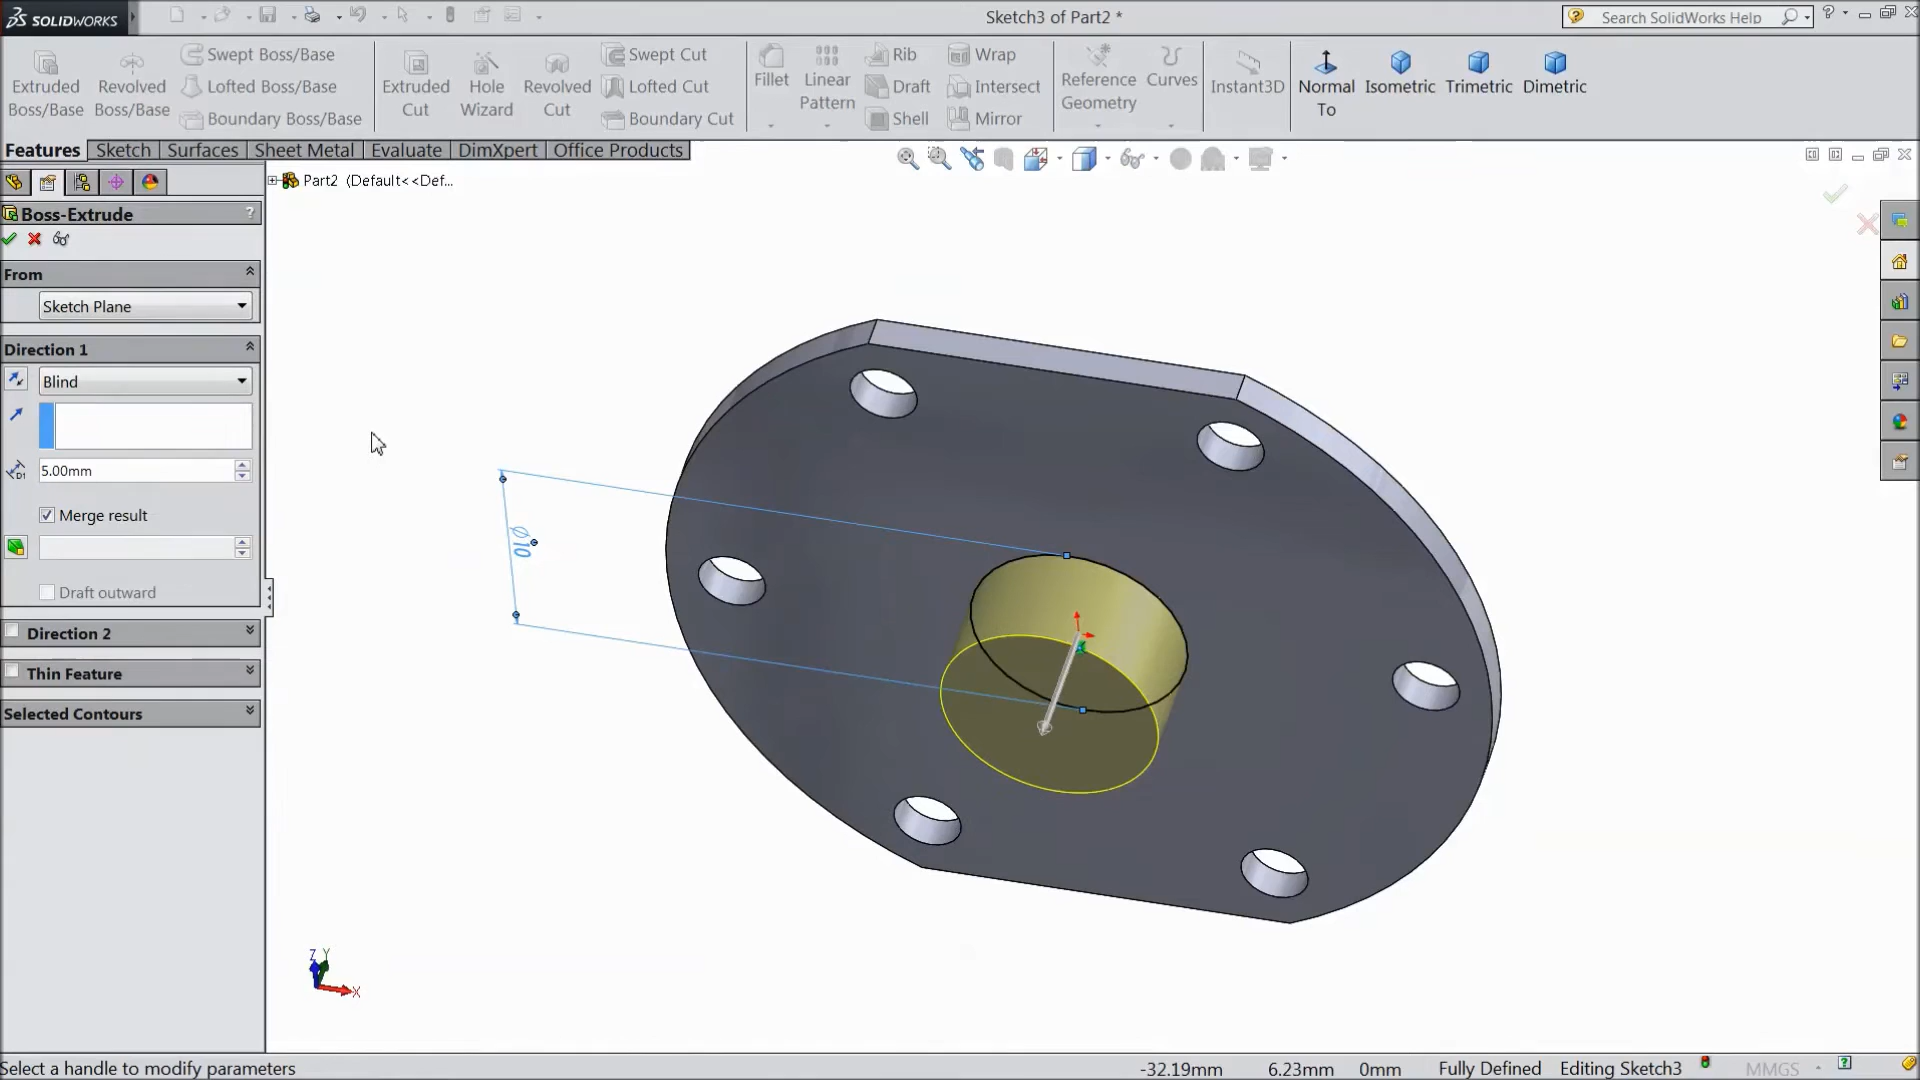 SOLIDWORKS
Sketch3 of Part2 *
Search SolidWorks Help
?
Extruded Boss/Base
Revolved Boss/Base
Swept Boss/Base
Lofted Boss/Base
Boundary Boss/Base
Extruded Cut
Hole Wizard
Revolved Cut
Swept Cut
Lofted Cut
Boundary Cut
Fillet
Linear Pattern
Rib
Draft
Shell
Wrap
Intersect
Mirror
Reference Geometry
Curves
Instant3D
Normal To
Isometric
Trimetric
Dimetric
Features Sketch Surfaces Sheet Metal Evaluate DimXpert Office Products
Part2 (Default<<Def...
Boss-Extrude
?
From
Sketch Plane
Direction 1
Blind
D1
5.00mm
Merge result
Draft outward
Direction 2
Thin Feature
Selected Contours
∅10
Z Y
X
Select a handle to modify parameters
-32.19mm 6.23mm 0mm Fully Defined Editing Sketch3 MMGS ?